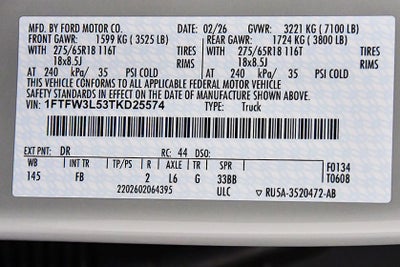 MFD. BY FORD MOTOR CO. 02/26 GVWR: 3221 KG ( 7100 LB)
FRONT GAWR: 1599 KG ( 3525 LB) REAR GAWR: 1724 KG ( 3800 LB)
WITH 275/65R18 116T TIRES WITH 275/65R18 116T TIRES
18x8.5J RIMS 18x8.5J RIMS
AT 240 kPa/ 35 PSI COLD AT 240 kPa/ 35 PSI COLD
THIS VEHICLE CONFORMS TO ALL APPLICABLE FEDERAL MOTOR VEHICLE
SAFETY STANDARDS IN EFFECT ON THE DATE OF MANUFACTURE SHOWN ABOVE.
VIN: 1FTFW3L53TKD25574 TYPE: Truck
EXT PNT: DR RC: 44 DSO:
WB INT TR TP/PS R AXLE TR SPR F0134
145 FB 2 L6 G 33BB T0608
2202602064395 ULC ▽ RU5A-3520472-AB